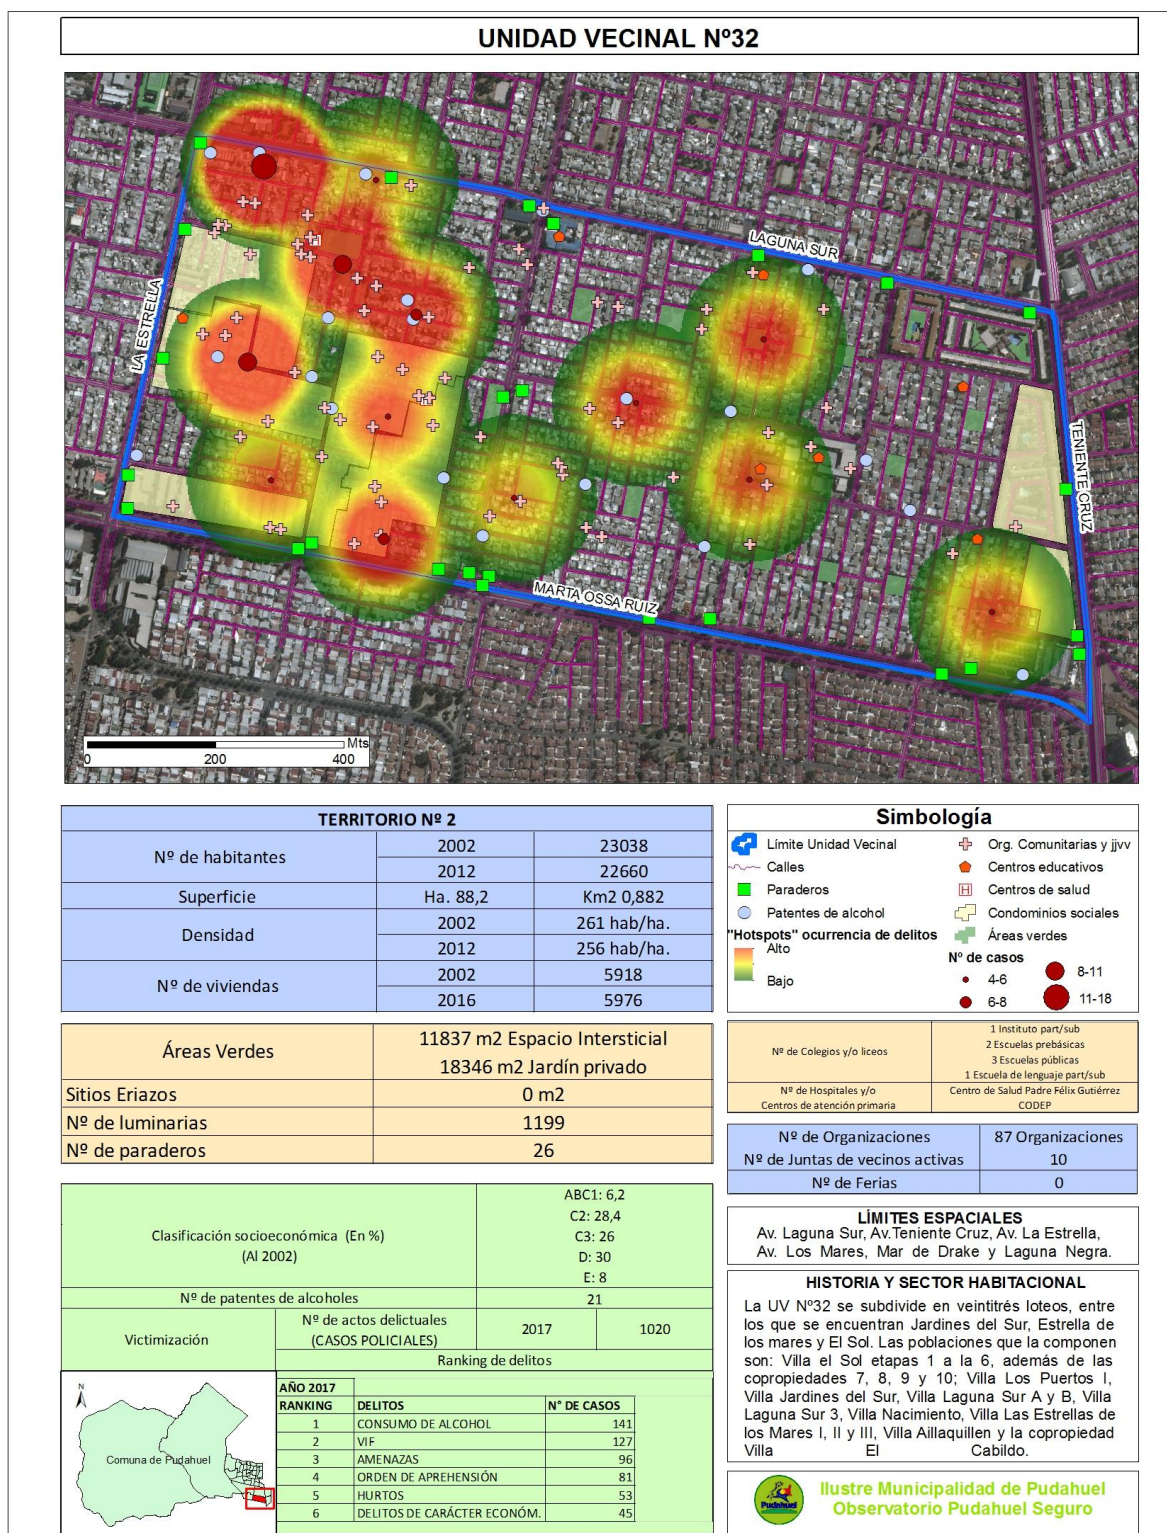 UNIDAD VECINAL Nº32
LAGUNA SUR
LA ESTRELLA
TENIENTE CRUZ
MARTA OSSA RUIZ
Mts
0 200 400
TERRITORIO Nº 2
Nº de habitantes 2002 23038
2012 22660
Superficie Ha. 88,2 Km2 0,882
Densidad 2002 261 hab/ha.
2012 256 hab/ha.
Nº de viviendas 2002 5918
2016 5976
Áreas Verdes 11837 m2 Espacio Intersticial
18346 m2 Jardín privado
Sitios Eriazos 0 m2
Nº de luminarias 1199
Nº de paraderos 26
Clasificación socioeconómica (En %)
(Al 2002)
ABC1: 6,2
C2: 28,4
C3: 26
D: 30
E: 8
Nº de patentes de alcoholes 21
Victimización
Nº de actos delictuales
(CASOS POLICIALES)
2017 1020
Ranking de delitos
N
Comuna de Pudahuel
AÑO 2017
RANKING DELITOS N° DE CASOS
1 CONSUMO DE ALCOHOL 141
2 VIF 127
3 AMENAZAS 96
4 ORDEN DE APREHENSIÓN 81
5 HURTOS 53
6 DELITOS DE CARÁCTER ECONÓM. 45
Simbología
Límite Unidad Vecinal
Calles
Paraderos
Patentes de alcohol
"Hotspots" ocurrencia de delitos
Alto
Bajo
Org. Comunitarias y jjvv
Centros educativos
H Centros de salud
Condominios sociales
Áreas verdes
Nº de casos
4-6
6-8
8-11
11-18
Nº de Colegios y/o liceos
1 Instituto part/sub
2 Escuelas prebásicas
3 Escuelas públicas
1 Escuela de lenguaje part/sub
Nº de Hospitales y/o
Centros de atención primaria
Centro de Salud Padre Félix Gutiérrez
CODEP
Nº de Organizaciones 87 Organizaciones
Nº de Juntas de vecinos activas 10
Nº de Ferias 0
LÍMITES ESPACIALES
Av. Laguna Sur, Av.Teniente Cruz, Av. La Estrella,
Av. Los Mares, Mar de Drake y Laguna Negra.
HISTORIA Y SECTOR HABITACIONAL
La UV Nº32 se subdivide en veintitrés loteos, entre
los que se encuentran Jardines del Sur, Estrella de
los mares y El Sol. Las poblaciones que la componen
son: Villa el Sol etapas 1 a la 6, además de las
copropiedades 7, 8, 9 y 10; Villa Los Puertos I,
Villa Jardines del Sur, Villa Laguna Sur A y B, Villa
Laguna Sur 3, Villa Nacimiento, Villa Las Estrellas de
los Mares I, II y III, Villa Aillaquillen y la copropiedad
Villa El Cabildo.
Pudahuel
Ilustre Municipalidad de Pudahuel
Observatorio Pudahuel Seguro